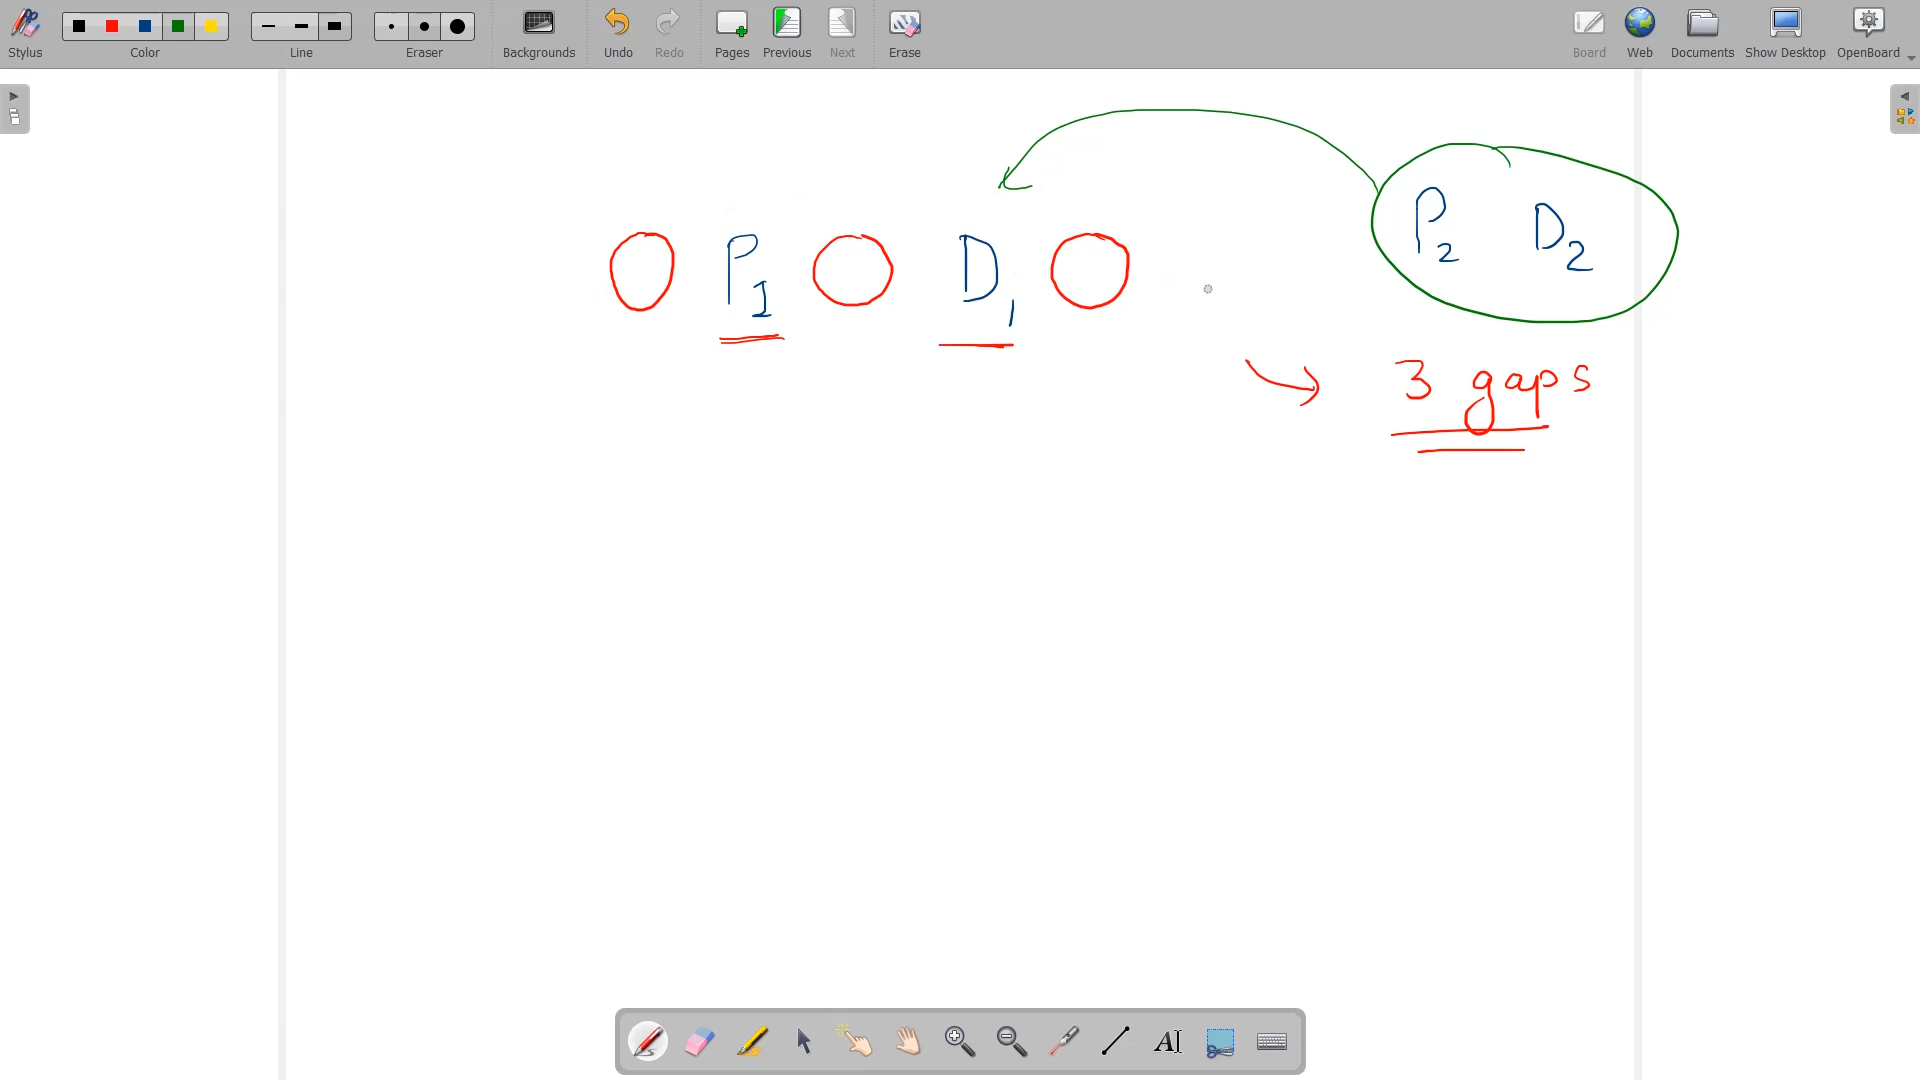 Stylus Color Line Eraser Backgrounds Undo Redo Pages Previous Next Erase Board Web Documents Show Desktop OpenBoard
P2 D2
P1 D1
3 gaps